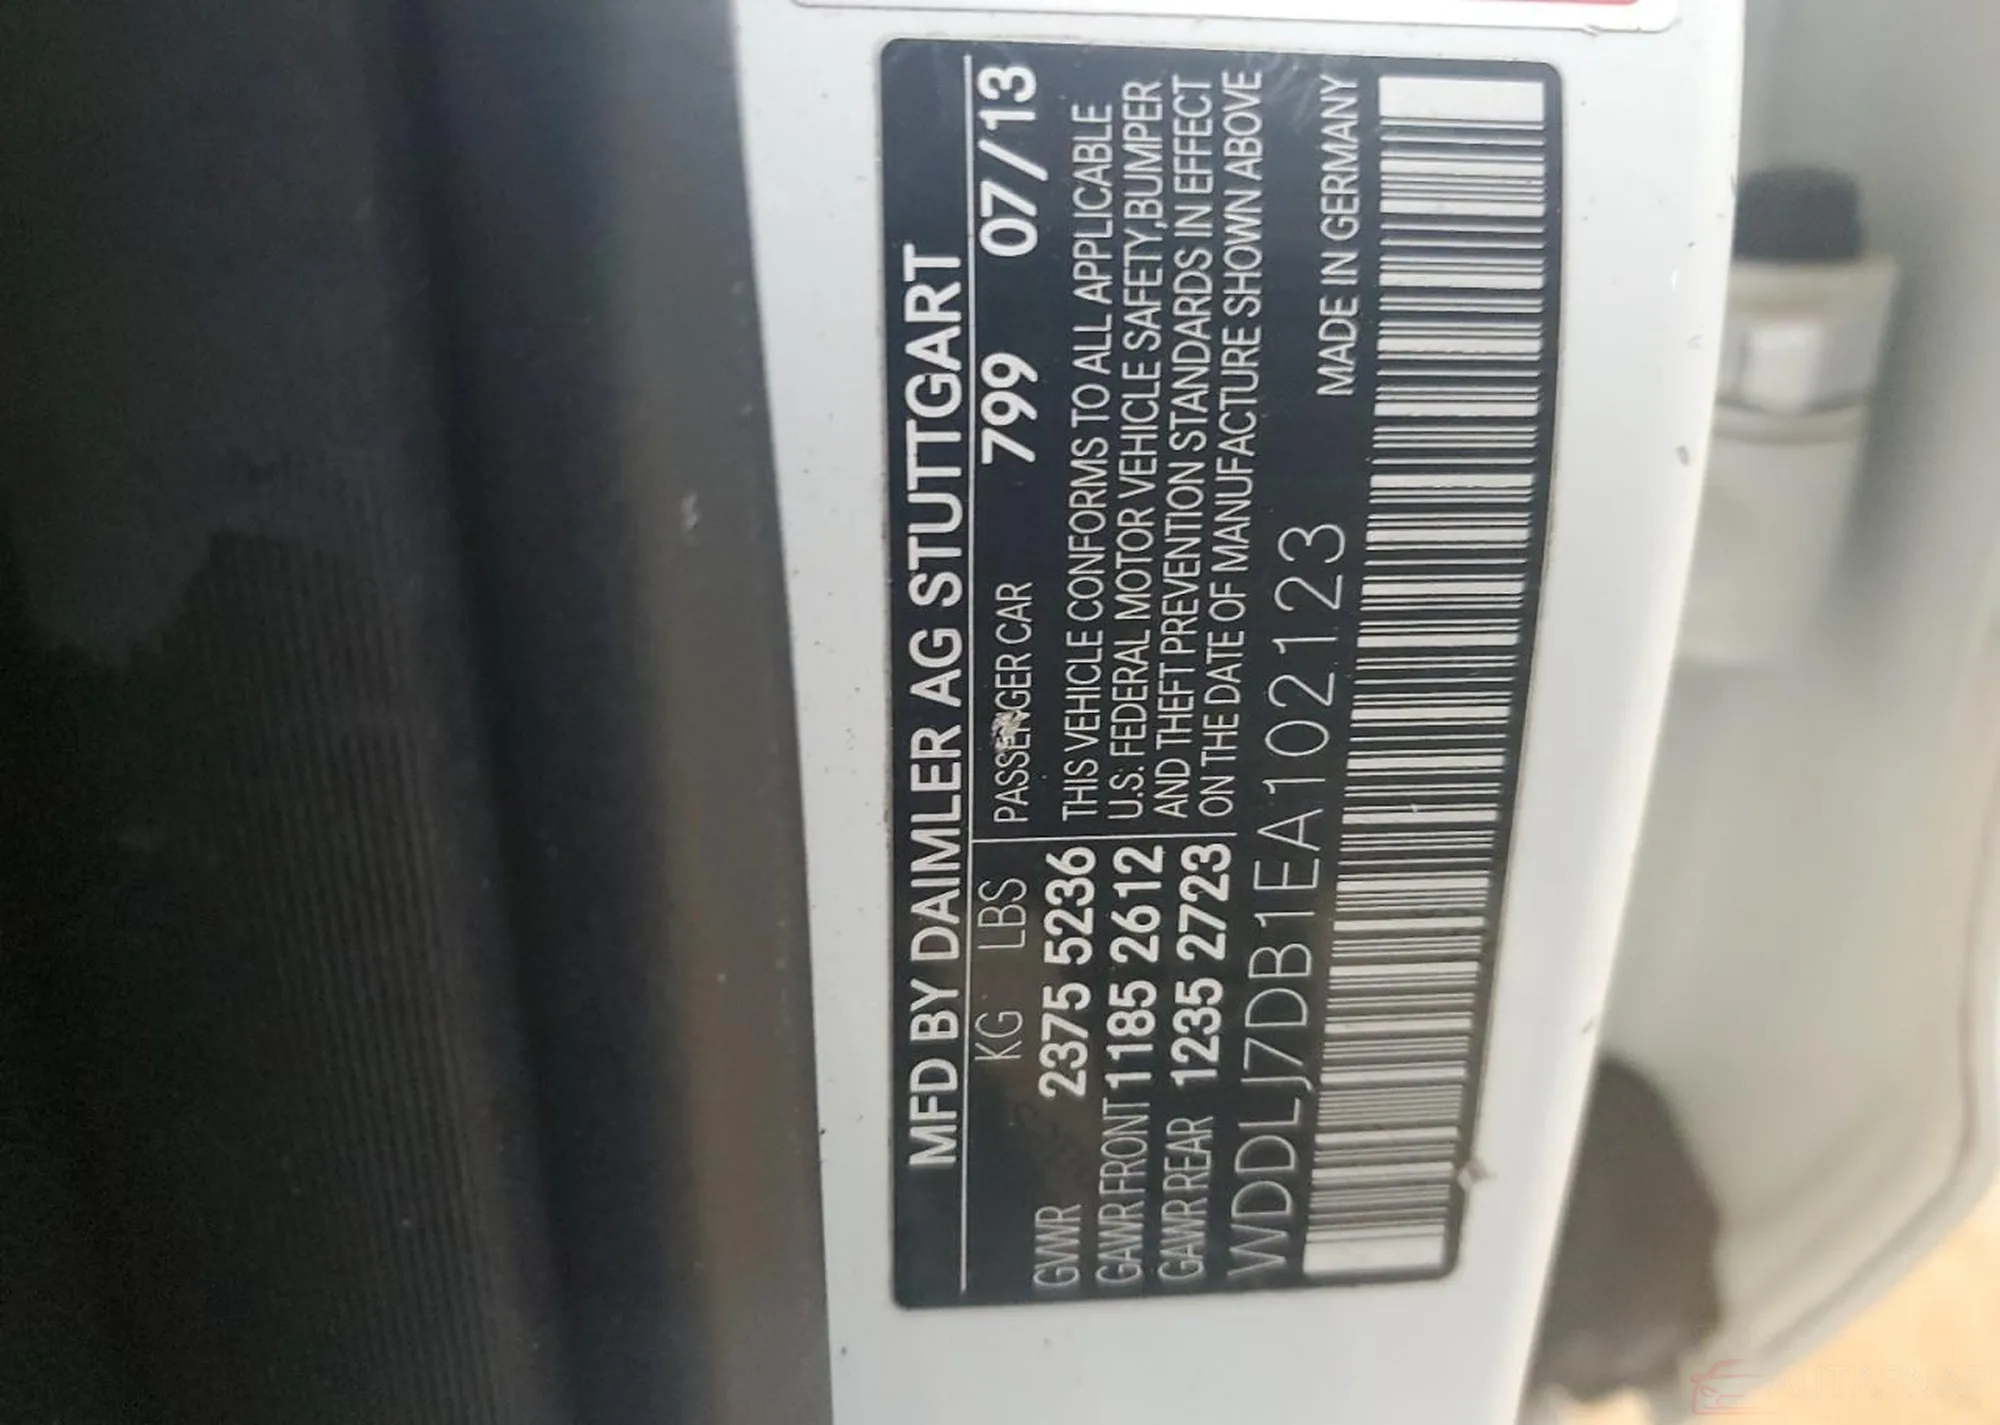 MFD BY DAIMLER AG STUTTGART
KG LBS PASSENGER CAR 799 07/13
GVWR 2375 5236 THIS VEHICLE CONFORMS TO ALL APPLICABLE
GAWR FRONT 1185 2612 U.S. FEDERAL MOTOR VEHICLE SAFETY,BUMPER
GAWR REAR 1235 2723 AND THEFT PREVENTION STANDARDS IN EFFECT
ON THE DATE OF MANUFACTURE SHOWN ABOVE
WDDLJ7DB1EA102123 MADE IN GERMANY